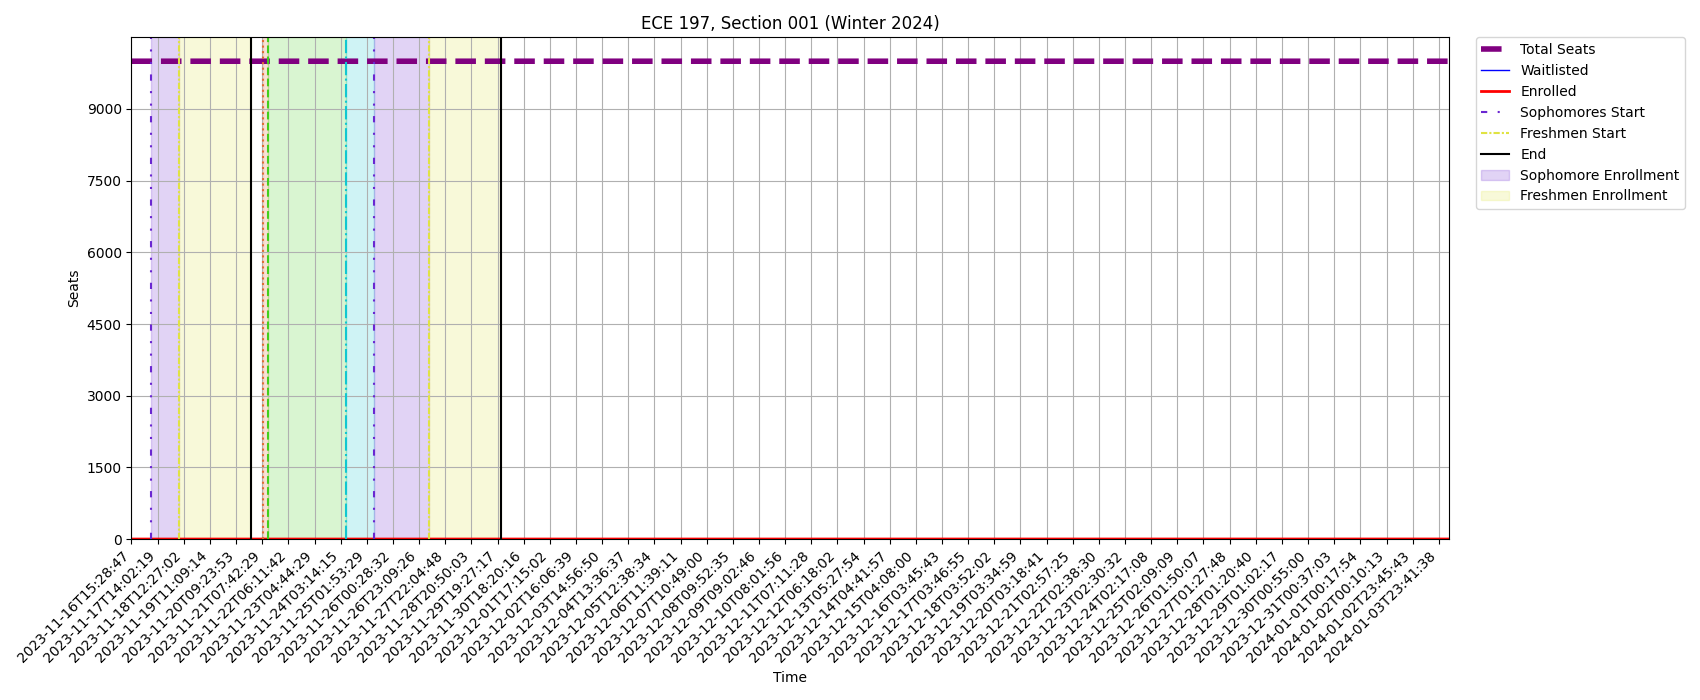 ECE 197, Section 001 (Winter 2024)
Total Seats
Waitlisted
Enrolled
Sophomores Start
Freshmen Start
End
Sophomore Enrollment
Freshmen Enrollment
Seats
9000
7500
6000
4500
3000
1500
0
2023-11-16T15:28:47
2023-11-17T14:02:19
2023-11-18T12:27:02
2023-11-19T11:09:14
2023-11-20T09:23:53
2023-11-21T07:42:29
2023-11-22T06:11:42
2023-11-23T04:44:29
2023-11-24T03:14:15
2023-11-25T01:53:29
2023-11-26T00:28:32
2023-11-26T23:09:26
2023-11-27T22:04:48
2023-11-28T20:50:03
2023-11-29T19:27:17
2023-11-30T18:20:16
2023-12-01T17:15:02
2023-12-02T16:06:39
2023-12-03T14:56:50
2023-12-04T13:36:37
2023-12-05T12:38:34
2023-12-06T11:39:11
2023-12-07T10:49:00
2023-12-08T09:52:35
2023-12-09T09:02:46
2023-12-10T08:01:56
2023-12-11T07:11:28
2023-12-12T06:18:02
2023-12-13T05:27:54
2023-12-14T04:41:57
2023-12-15T04:08:00
2023-12-16T03:45:43
2023-12-17T03:46:55
2023-12-18T03:52:02
2023-12-19T03:34:59
2023-12-20T03:18:41
2023-12-21T02:57:25
2023-12-22T02:38:30
2023-12-23T02:30:32
2023-12-24T02:17:08
2023-12-25T02:09:09
2023-12-26T01:50:07
2023-12-27T01:27:48
2023-12-28T01:20:40
2023-12-29T01:02:17
2023-12-30T00:55:00
2023-12-31T00:37:03
2024-01-01T00:17:54
2024-01-02T00:10:13
2024-01-02T23:45:43
2024-01-03T23:41:38
Time